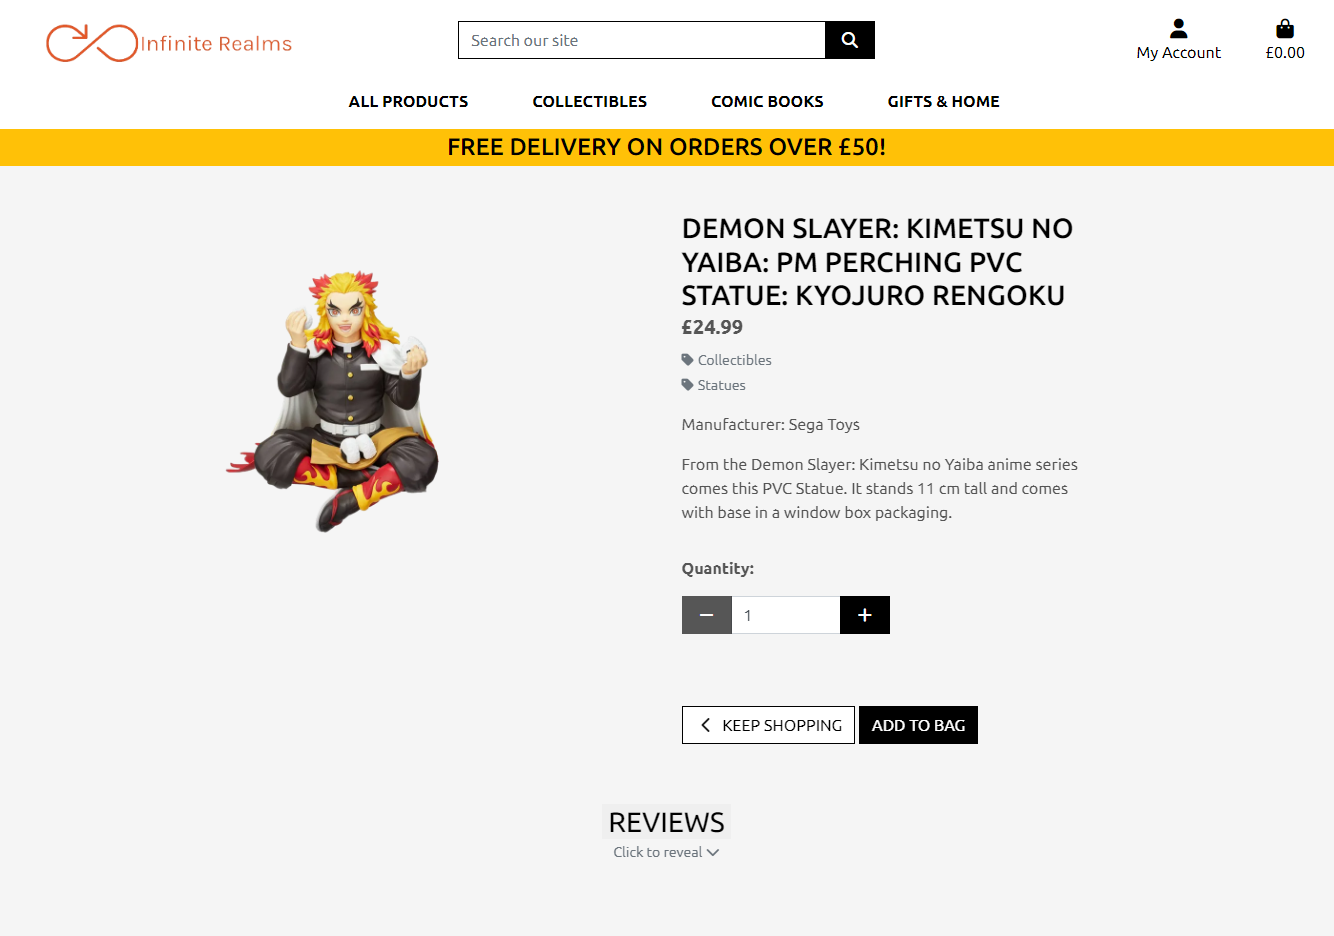 Infinite Realms
Search our site
My Account
£0.00
ALL PRODUCTS
COLLECTIBLES
COMIC BOOKS
GIFTS & HOME
FREE DELIVERY ON ORDERS OVER £50!
DEMON SLAYER: KIMETSU NO
YAIBA: PM PERCHING PVC
STATUE: KYOJURO RENGOKU
£24.99
Collectibles
Statues
Manufacturer: Sega Toys
From the Demon Slayer: Kimetsu no Yaiba anime series
comes this PVC Statue. It stands 11 cm tall and comes
with base in a window box packaging.
Quantity:
1
KEEP SHOPPING
ADD TO BAG
REVIEWS
Click to reveal